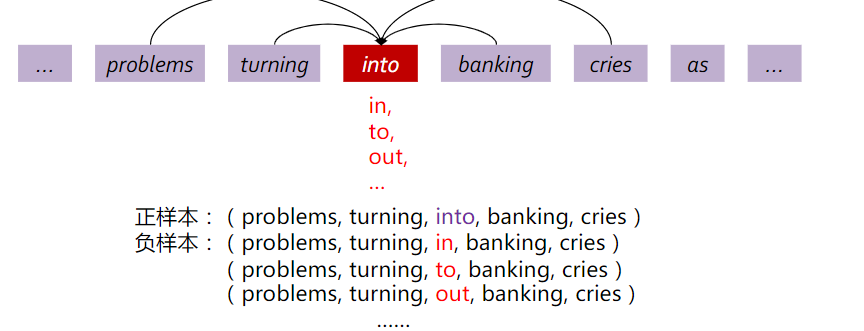 ... problems turning into banking cries as ...
in,
to,
out,
...
正样本：( problems, turning, into, banking, cries )
负样本：( problems, turning, in, banking, cries )
( problems, turning, to, banking, cries )
( problems, turning, out, banking, cries )
......